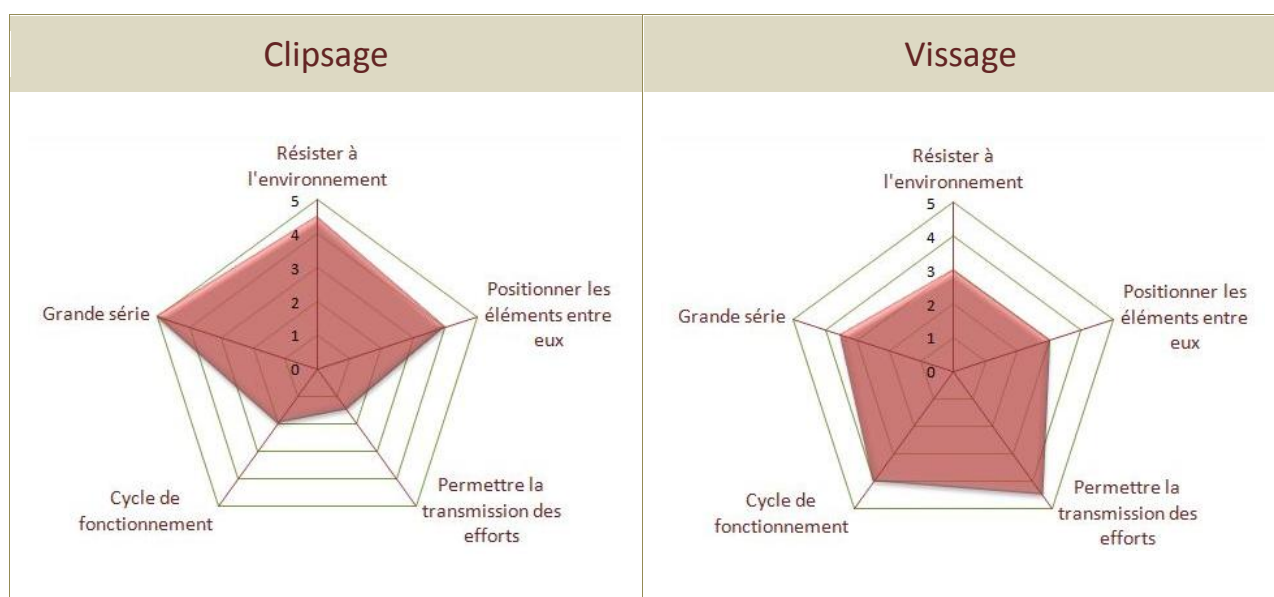 Clipsage
Vissage
Résister à
l'environnement
5
4
3
2
1
0
Positionner les
éléments entre
eux
Permettre la
transmission des
efforts
Cycle de
fonctionnement
Grande série
Résister à
l'environnement
5
4
3
2
1
0
Positionner les
éléments entre
eux
Permettre la
transmission des
efforts
Cycle de
fonctionnement
Grande série